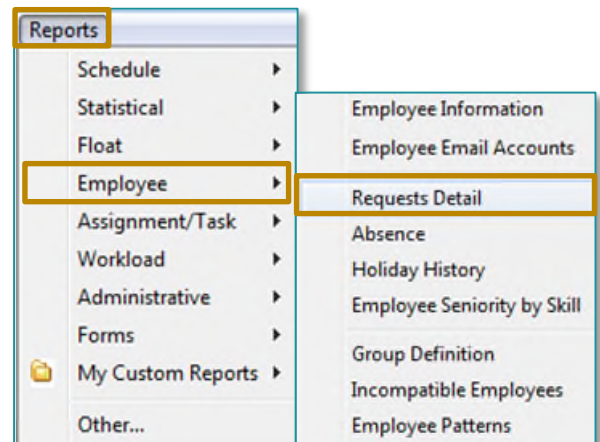 Reports
Schedule
Statistical
Float
Employee
Assignment/Task
Workload
Administrative
Forms
My Custom Reports
Other...
Employee Information
Employee Email Accounts
Requests Detail
Absence
Holiday History
Employee Seniority by Skill
Group Definition
Incompatible Employees
Employee Patterns